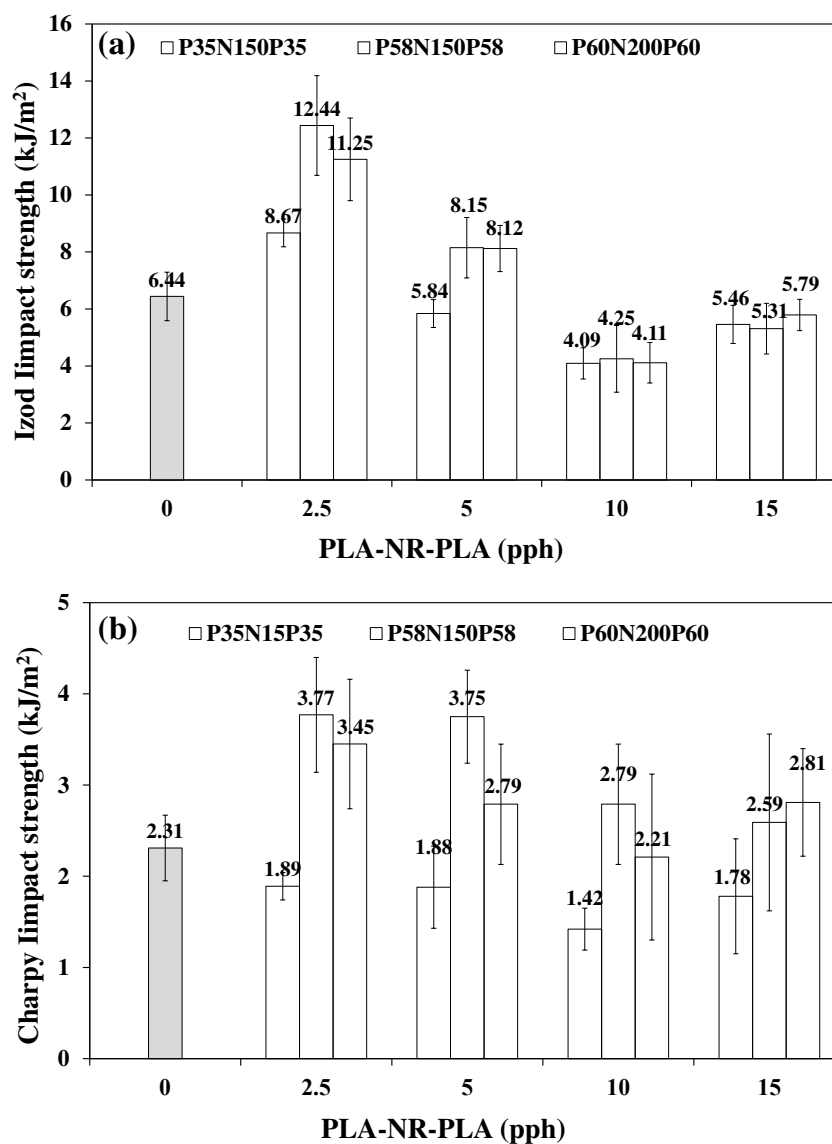 (a) P35N150P35 P58N150P58 P60N200P60
Izod Iimpact strength (kJ/m²)
16
14
12
10
8
6
4
2
0
6.44
8.67 12.44 11.25
5.84 8.15 8.12
4.09 4.25 4.11
5.46 5.31 5.79
0 2.5 5 10 15
PLA-NR-PLA (pph)
(b) P35N15P35 P58N150P58 P60N200P60
Charpy Iimpact strength (kJ/m²)
5
4
3
2
1
0
2.31
1.89 3.77 3.45
1.88 3.75 2.79
1.42 2.79 2.21
1.78 2.59 2.81
0 2.5 5 10 15
PLA-NR-PLA (pph)